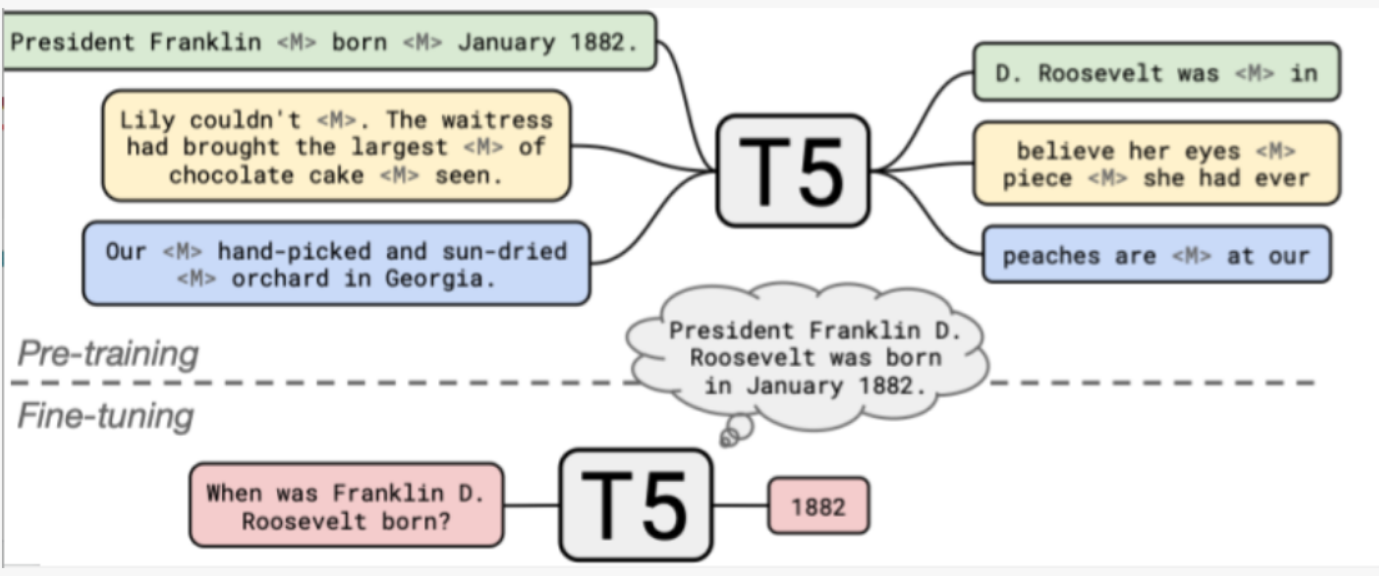 President Franklin <M> born <M> January 1882.
Lily couldn't <M>. The waitress
had brought the largest <M> of
chocolate cake <M> seen.
Our <M> hand-picked and sun-dried
<M> orchard in Georgia.
T5
D. Roosevelt was <M> in
believe her eyes <M>
piece <M> she had ever
peaches are <M> at our
Pre-training
President Franklin D.
Roosevelt was born
in January 1882.
Fine-tuning
When was Franklin D.
Roosevelt born?
T5
1882